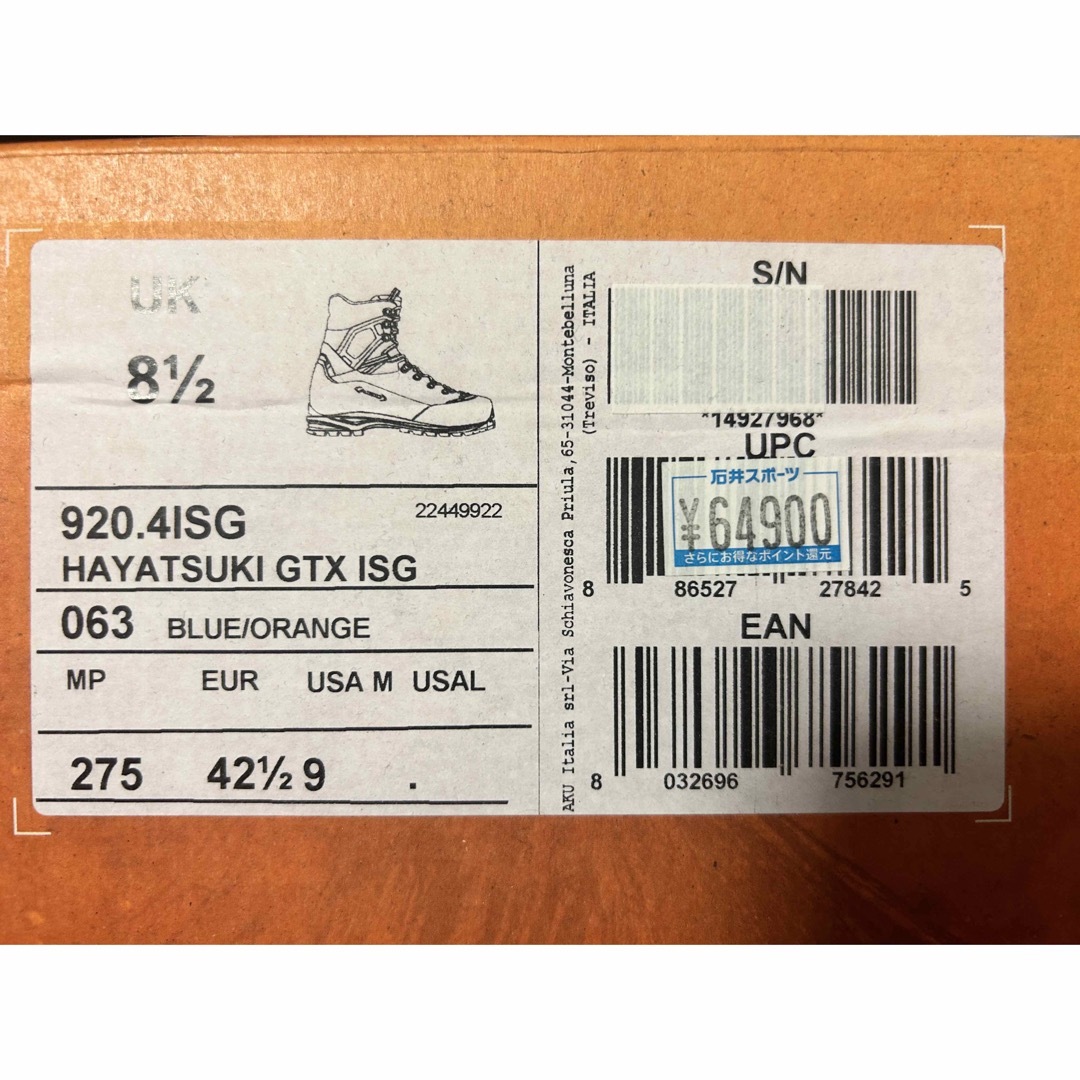 UK
8½
920.4ISG
22449922
HAYATSUKI GTX ISG
063 BLUE/ORANGE
MP EUR USA M USAL
275 42½ 9 .
AKU Italia srl-Via Schiavonesca Priula,65-31044-Montebelluna
(Treviso) - ITALIA
S/N
*14927968*
UPC
石井スポーツ
¥64900
さらにお得なポイント還元
8 86527 27842 5
EAN
8 032696 756291